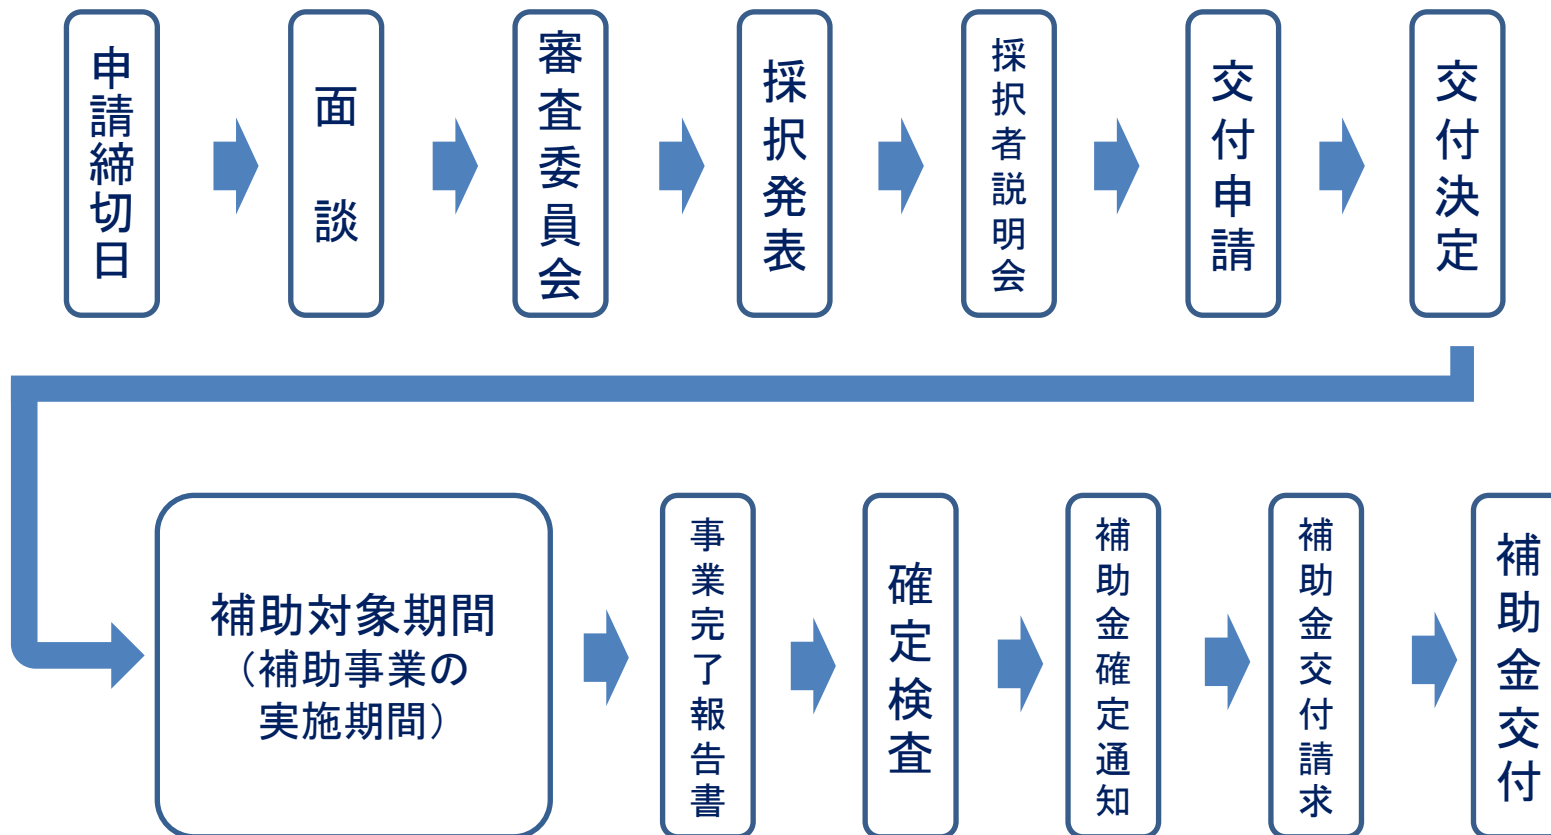 申請締切日
面談
審査委員会
採択発表
採択者説明会
交付申請
交付決定
補助対象期間
（補助事業の
実施期間）
事業完了報告書
確定検査
補助金確定通知
補助金交付請求
補助金交付